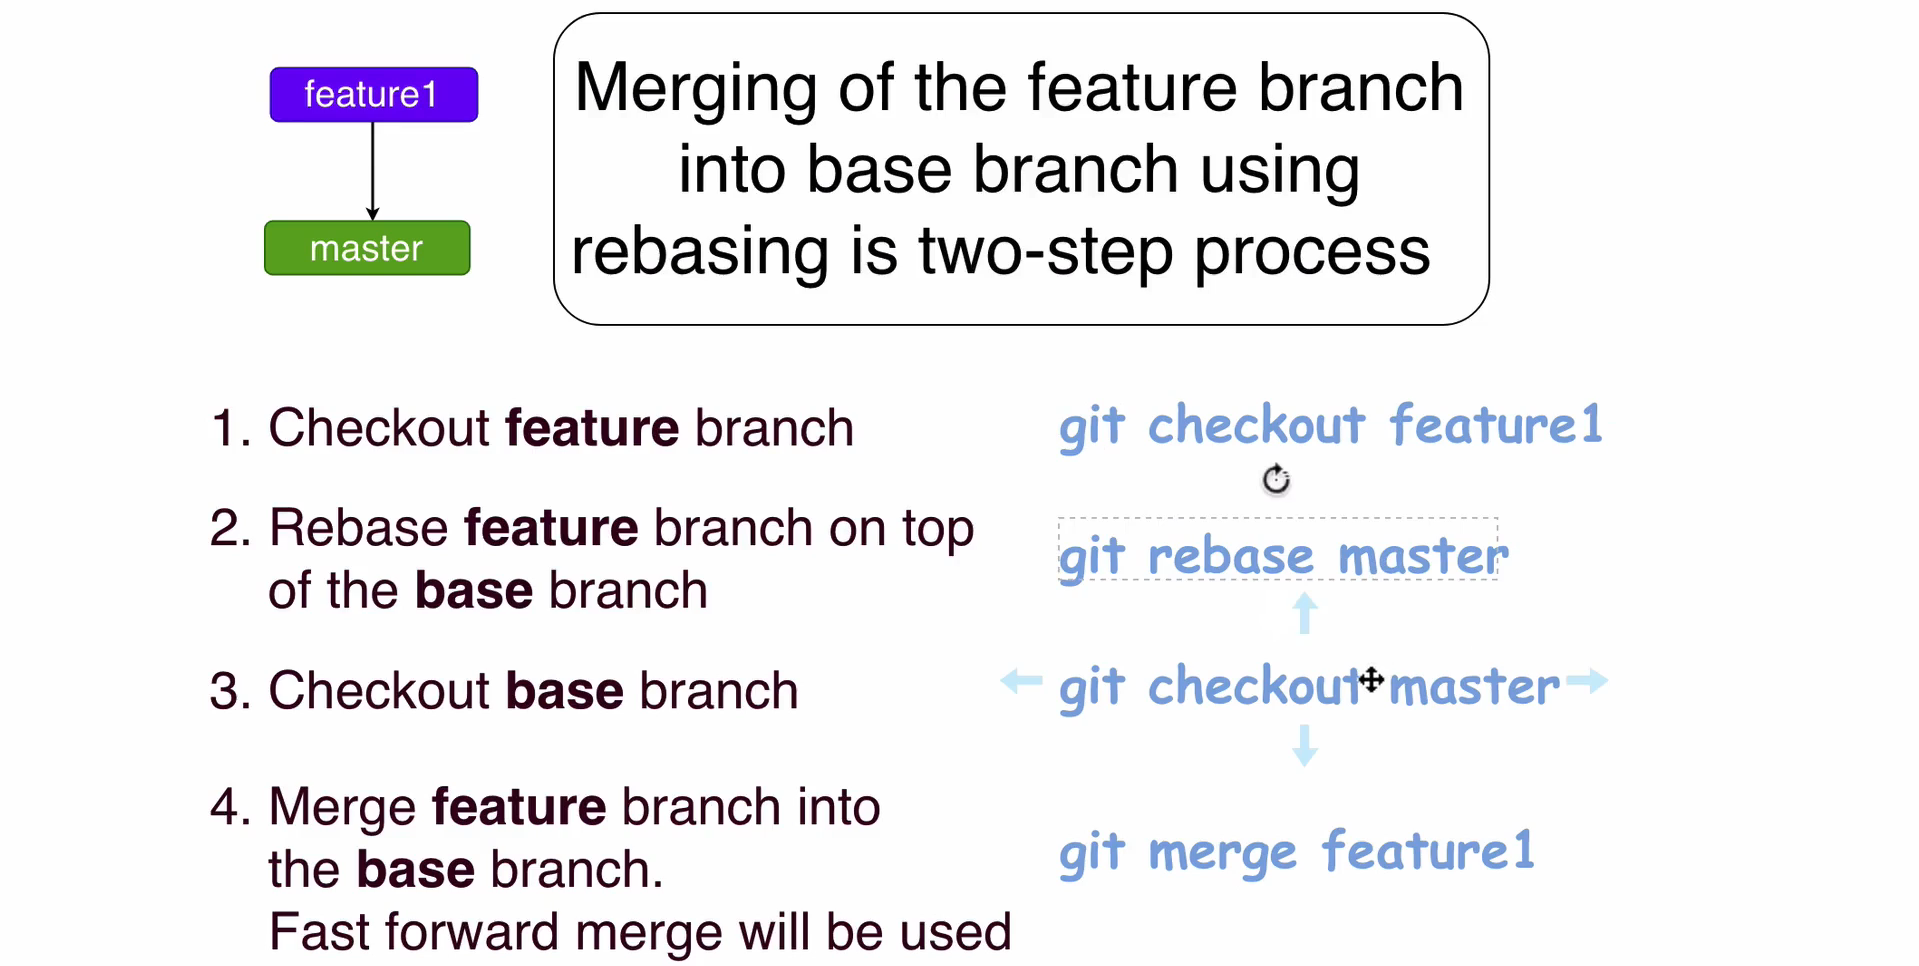 feature1
master
Merging of the feature branch
into base branch using
rebasing is two-step process
1. Checkout feature branch
git checkout feature1
2. Rebase feature branch on top
of the base branch
git rebase master
3. Checkout base branch
git checkout master
4. Merge feature branch into
the base branch.
Fast forward merge will be used
git merge feature1